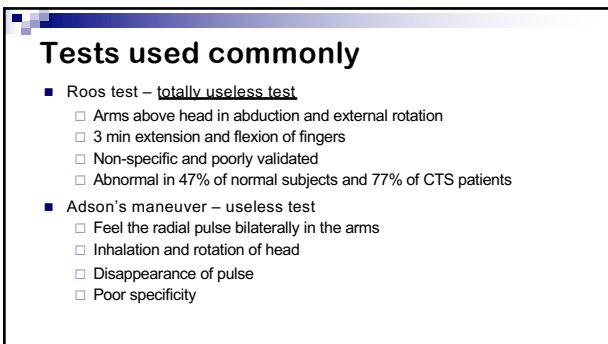 Tests used commonly
Roos test – totally useless test
Arms above head in abduction and external rotation
3 min extension and flexion of fingers
Non-specific and poorly validated
Abnormal in 47% of normal subjects and 77% of CTS patients
Adson’s maneuver – useless test
Feel the radial pulse bilaterally in the arms
Inhalation and rotation of head
Disappearance of pulse
Poor specificity